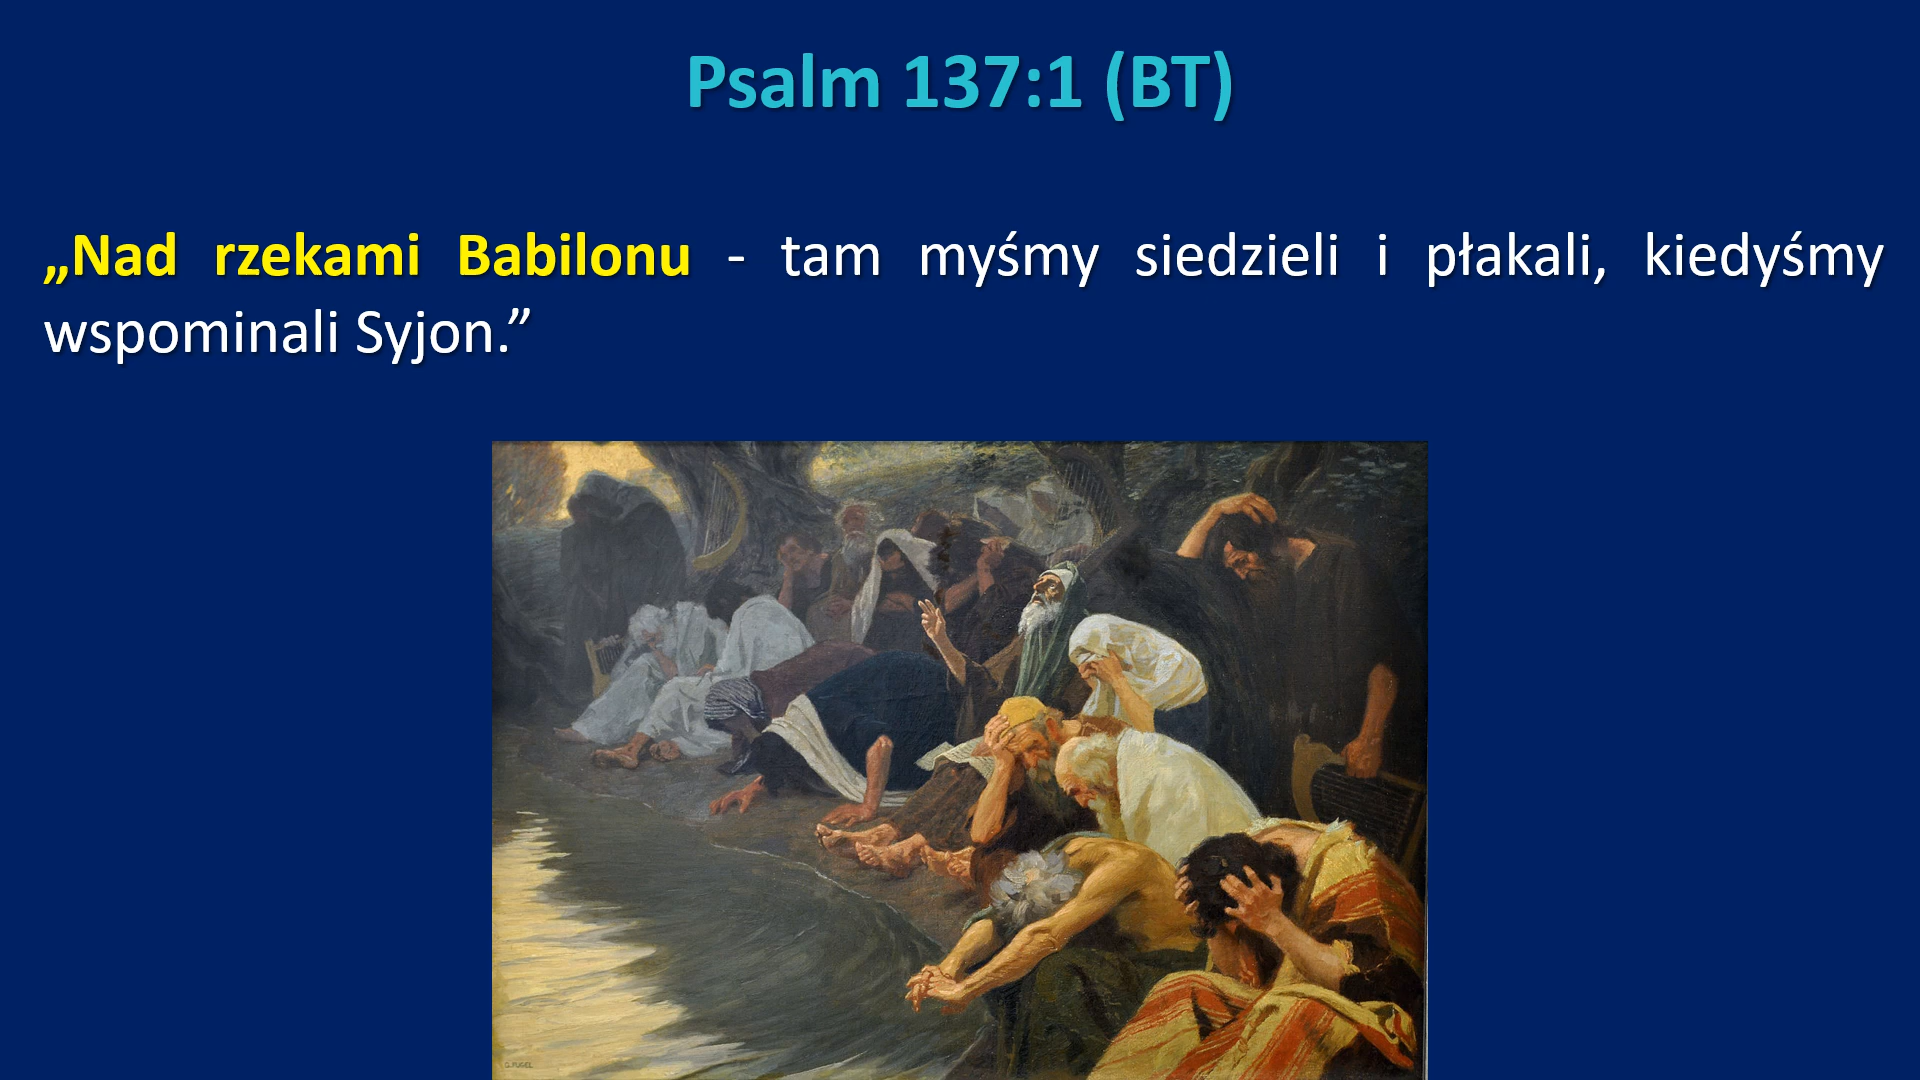 Psalm 137:1 (BT)
„Nad rzekami Babilonu - tam myśmy siedzieli i płakali, kiedyśmy
wspominali Syjon.”